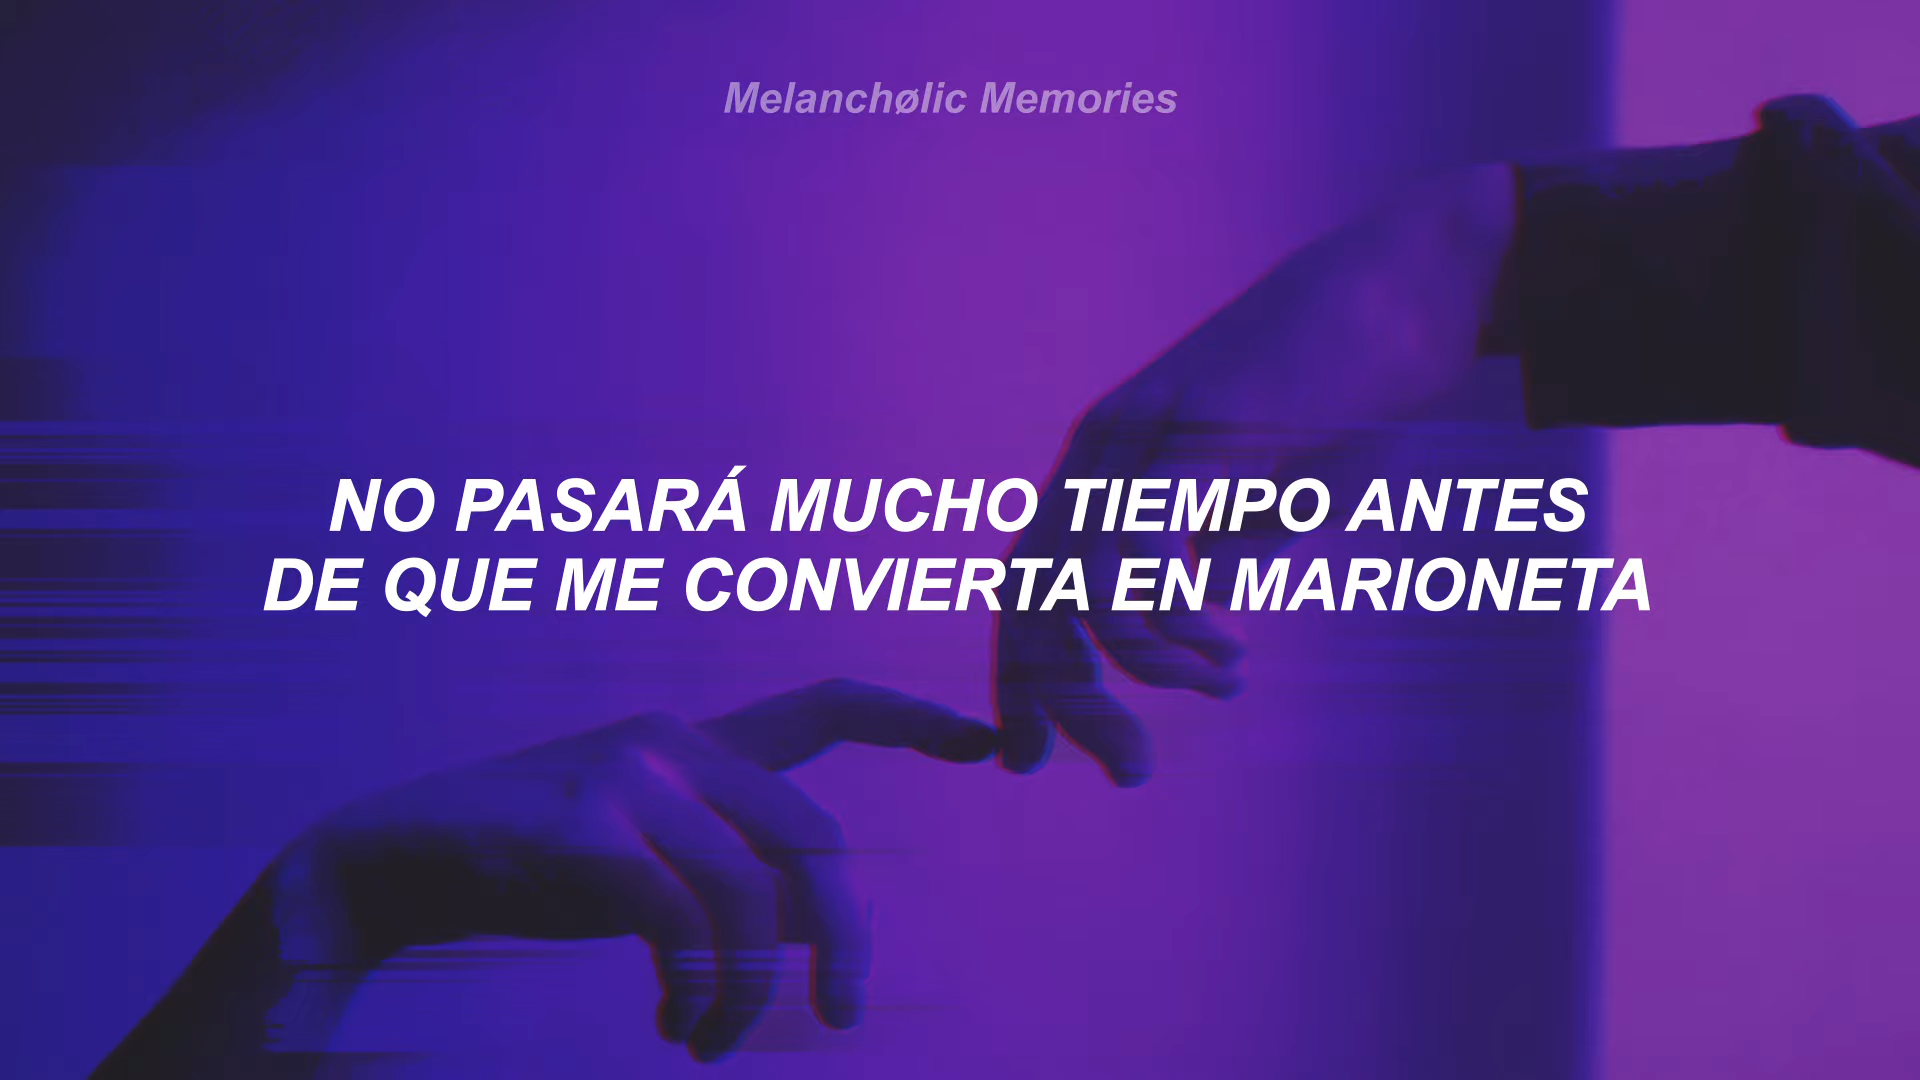 Melanchølic Memories
NO PASARÁ MUCHO TIEMPO ANTES
DE QUE ME CONVIERTA EN MARIONETA